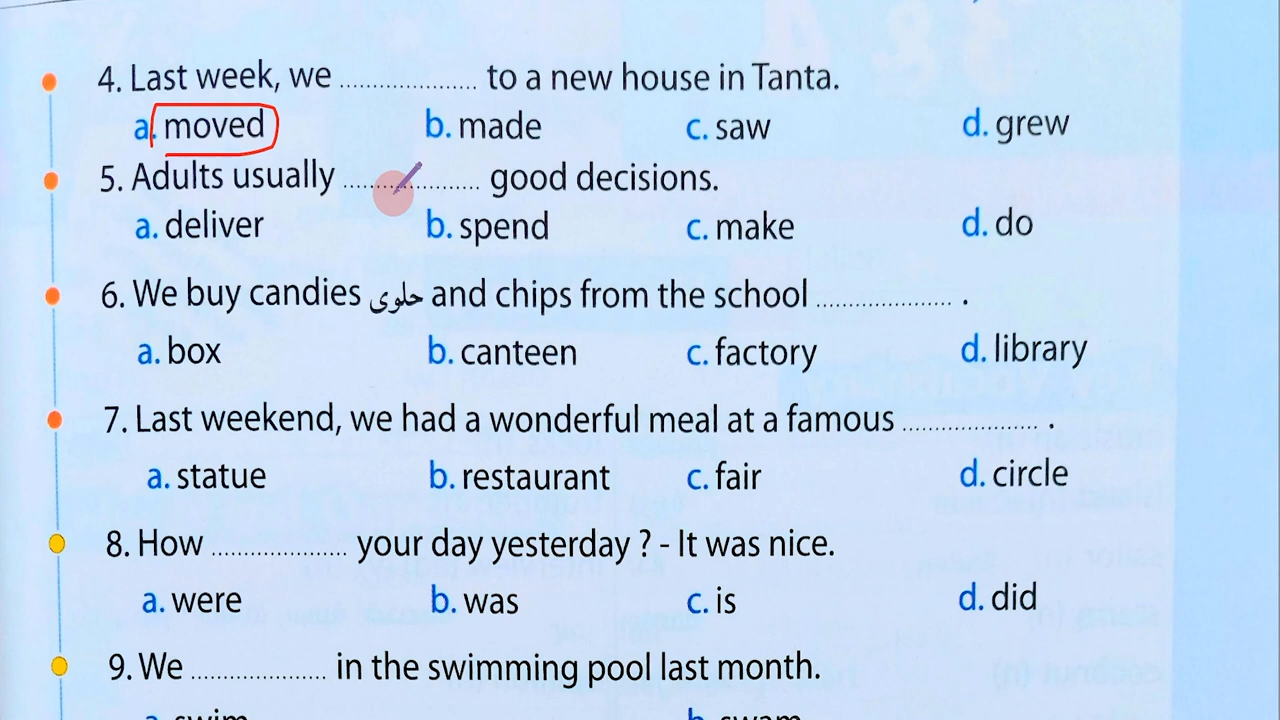 4. Last week, we .................... to a new house in Tanta.
a. moved b. made c. saw d. grew
5. Adults usually .................... good decisions.
a. deliver b. spend c. make d. do
6. We buy candies حلوى and chips from the school .................... .
a. box b. canteen c. factory d. library
7. Last weekend, we had a wonderful meal at a famous .................... .
a. statue b. restaurant c. fair d. circle
8. How .................... your day yesterday ? - It was nice.
a. were b. was c. is d. did
9. We .................... in the swimming pool last month.
a. swim b. swam